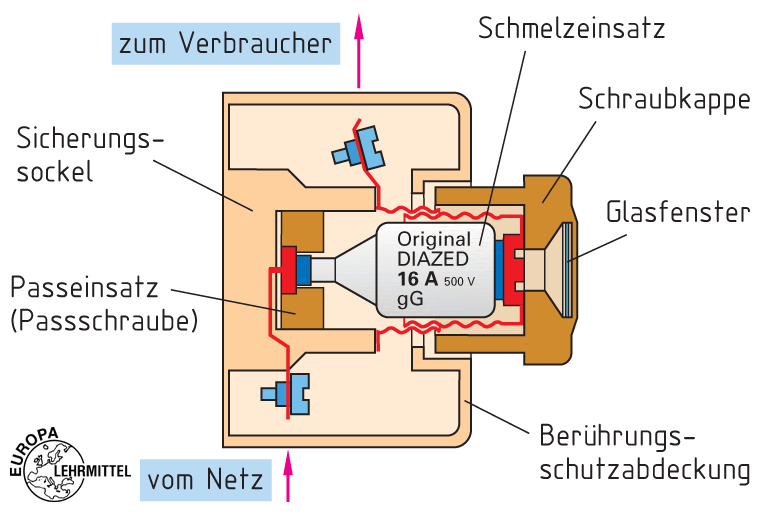 zum Verbraucher
Schmelzeinsatz
Schraubkappe
Sicherungs-
sockel
Glasfenster
Original
DIAZED
16 A 500 V
gG
Passeinsatz
(Passschraube)
Berührungs-
schutzabdeckung
vom Netz
EUROPA
LEHRMITTEL